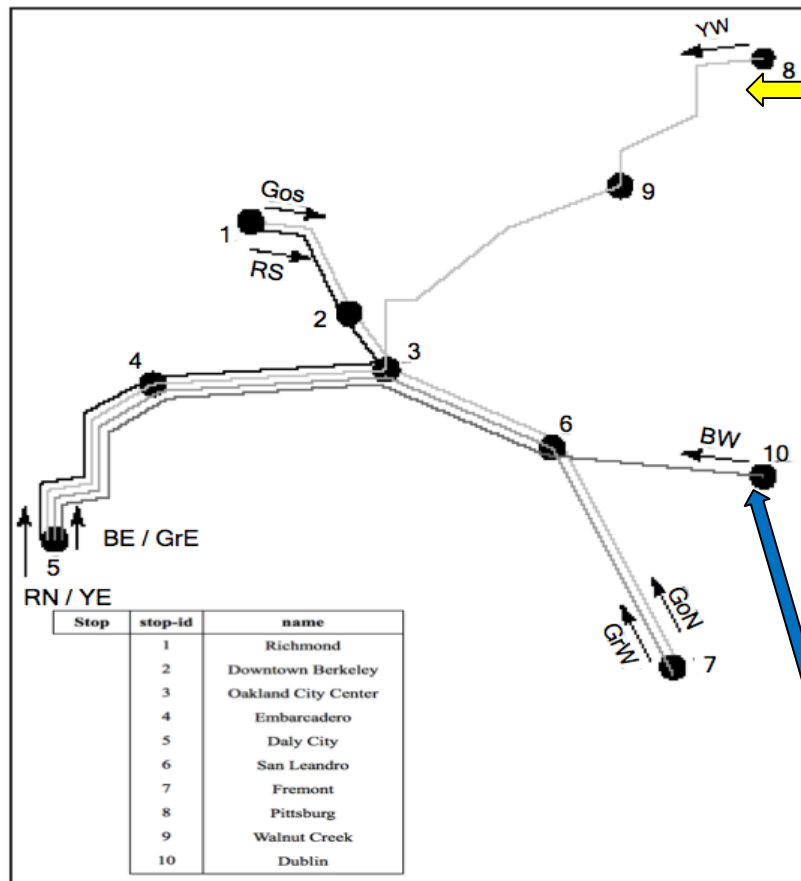 YW
8
9
Gos
1
RS
2
3
4
6
BW
10
BE / GrE
5
RN / YE
GoN
GrW
7
Stop stop-id name
1 Richmond
2 Downtown Berkeley
3 Oakland City Center
4 Embarcadero
5 Daly City
6 San Leandro
7 Fremont
8 Pittsburg
9 Walnut Creek
10 Dublin